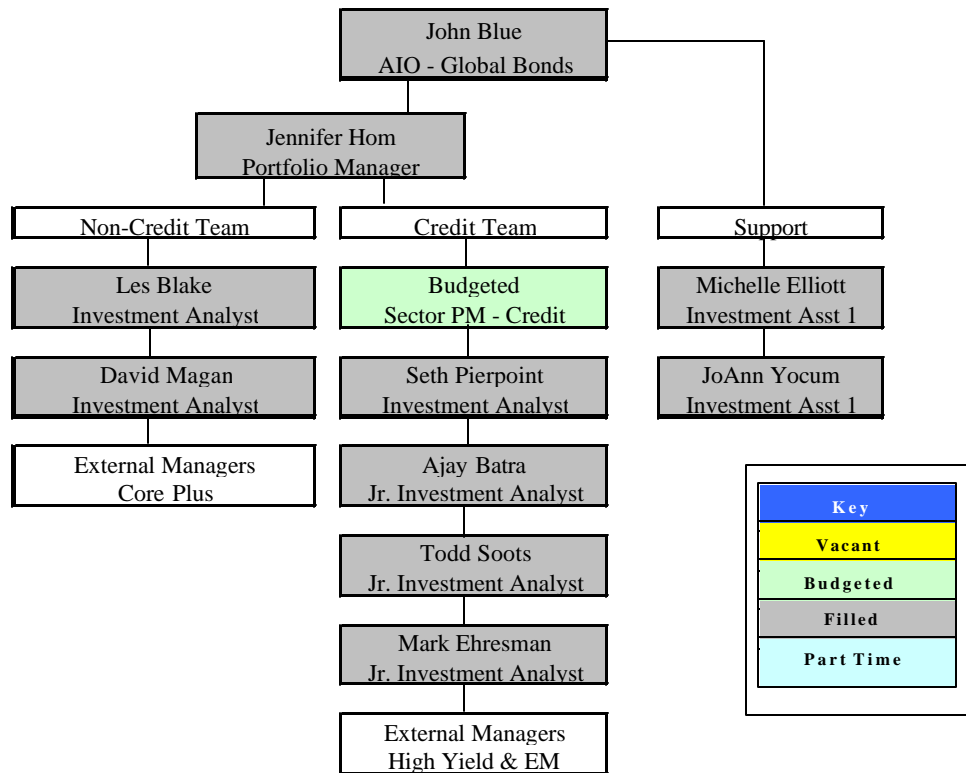 John Blue
AIO - Global Bonds
Jennifer Hom
Portfolio Manager
Non-Credit Team
Credit Team
Support
Les Blake
Investment Analyst
Budgeted
Sector PM - Credit
Michelle Elliott
Investment Asst 1
David Magan
Investment Analyst
Seth Pierpoint
Investment Analyst
JoAnn Yocum
Investment Asst 1
External Managers
Core Plus
Ajay Batra
Jr. Investment Analyst
Todd Soots
Jr. Investment Analyst
Mark Ehresman
Jr. Investment Analyst
External Managers
High Yield & EM
Key
Vacant
Budgeted
Filled
Part Time